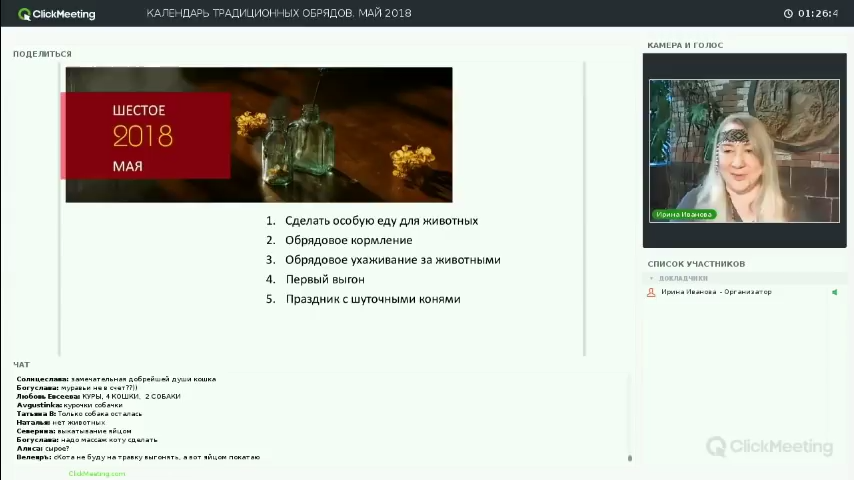 ClickMeeting
КАЛЕНДАРЬ ТРАДИЦИОННЫХ ОБРЯДОВ. МАЙ 2018
01:26:4
ПОДЕЛИТЬСЯ
ШЕСТОЕ
2018
МАЯ
1. Сделать особую еду для животных
2. Обрядовое кормление
3. Обрядовое ухаживание за животными
4. Первый выгон
5. Праздник с шуточными конями
ЧАТ
Солнцеслава: замечательная добрейшей души кошка
Богуслава: муравьи не в счет??))
Любовь Евсеева: КУРЫ, 4 КОШКИ, 2 СОБАКИ
Avgustinka: курочки собачки
Татьяна В: Только собака осталась
Наталья: нет животных
Северина: выкатывание яйцом
Богуслава: надо массаж коту сделать
Алиса: сырое?
Велевръ: сКота не буду на травку выгонять, а вот яйцом покатаю
ClickMeeting.com
КАМЕРА И ГОЛОС
Ирина Иванова
СПИСОК УЧАСТНИКОВ
ДОКЛАДЧИКИ
Ирина Иванова - Организатор
ClickMeeting